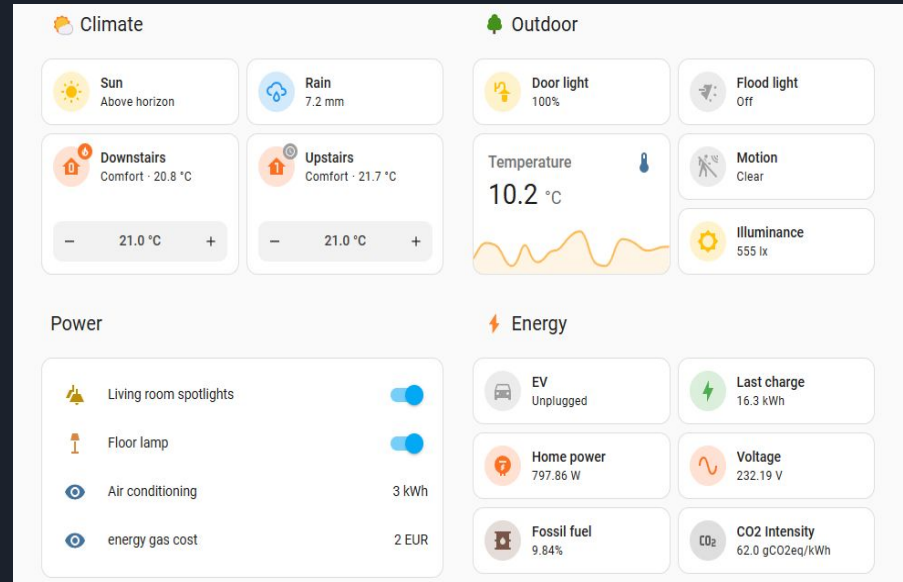 Climate
Sun
Above horizon
Rain
7.2 mm
0
Downstairs
Comfort · 20.8 °C
− 21.0 °C +
1
Upstairs
Comfort · 21.7 °C
− 21.0 °C +
Outdoor
Door light
100%
Flood light
Off
Temperature
10.2 °C
Motion
Clear
Illuminance
555 lx
Power
Living room spotlights
Floor lamp
Air conditioning 3 kWh
energy gas cost 2 EUR
Energy
EV
Unplugged
Last charge
16.3 kWh
Home power
797.86 W
Voltage
232.19 V
Fossil fuel
9.84%
CO2
CO2 Intensity
62.0 gCO2eq/kWh